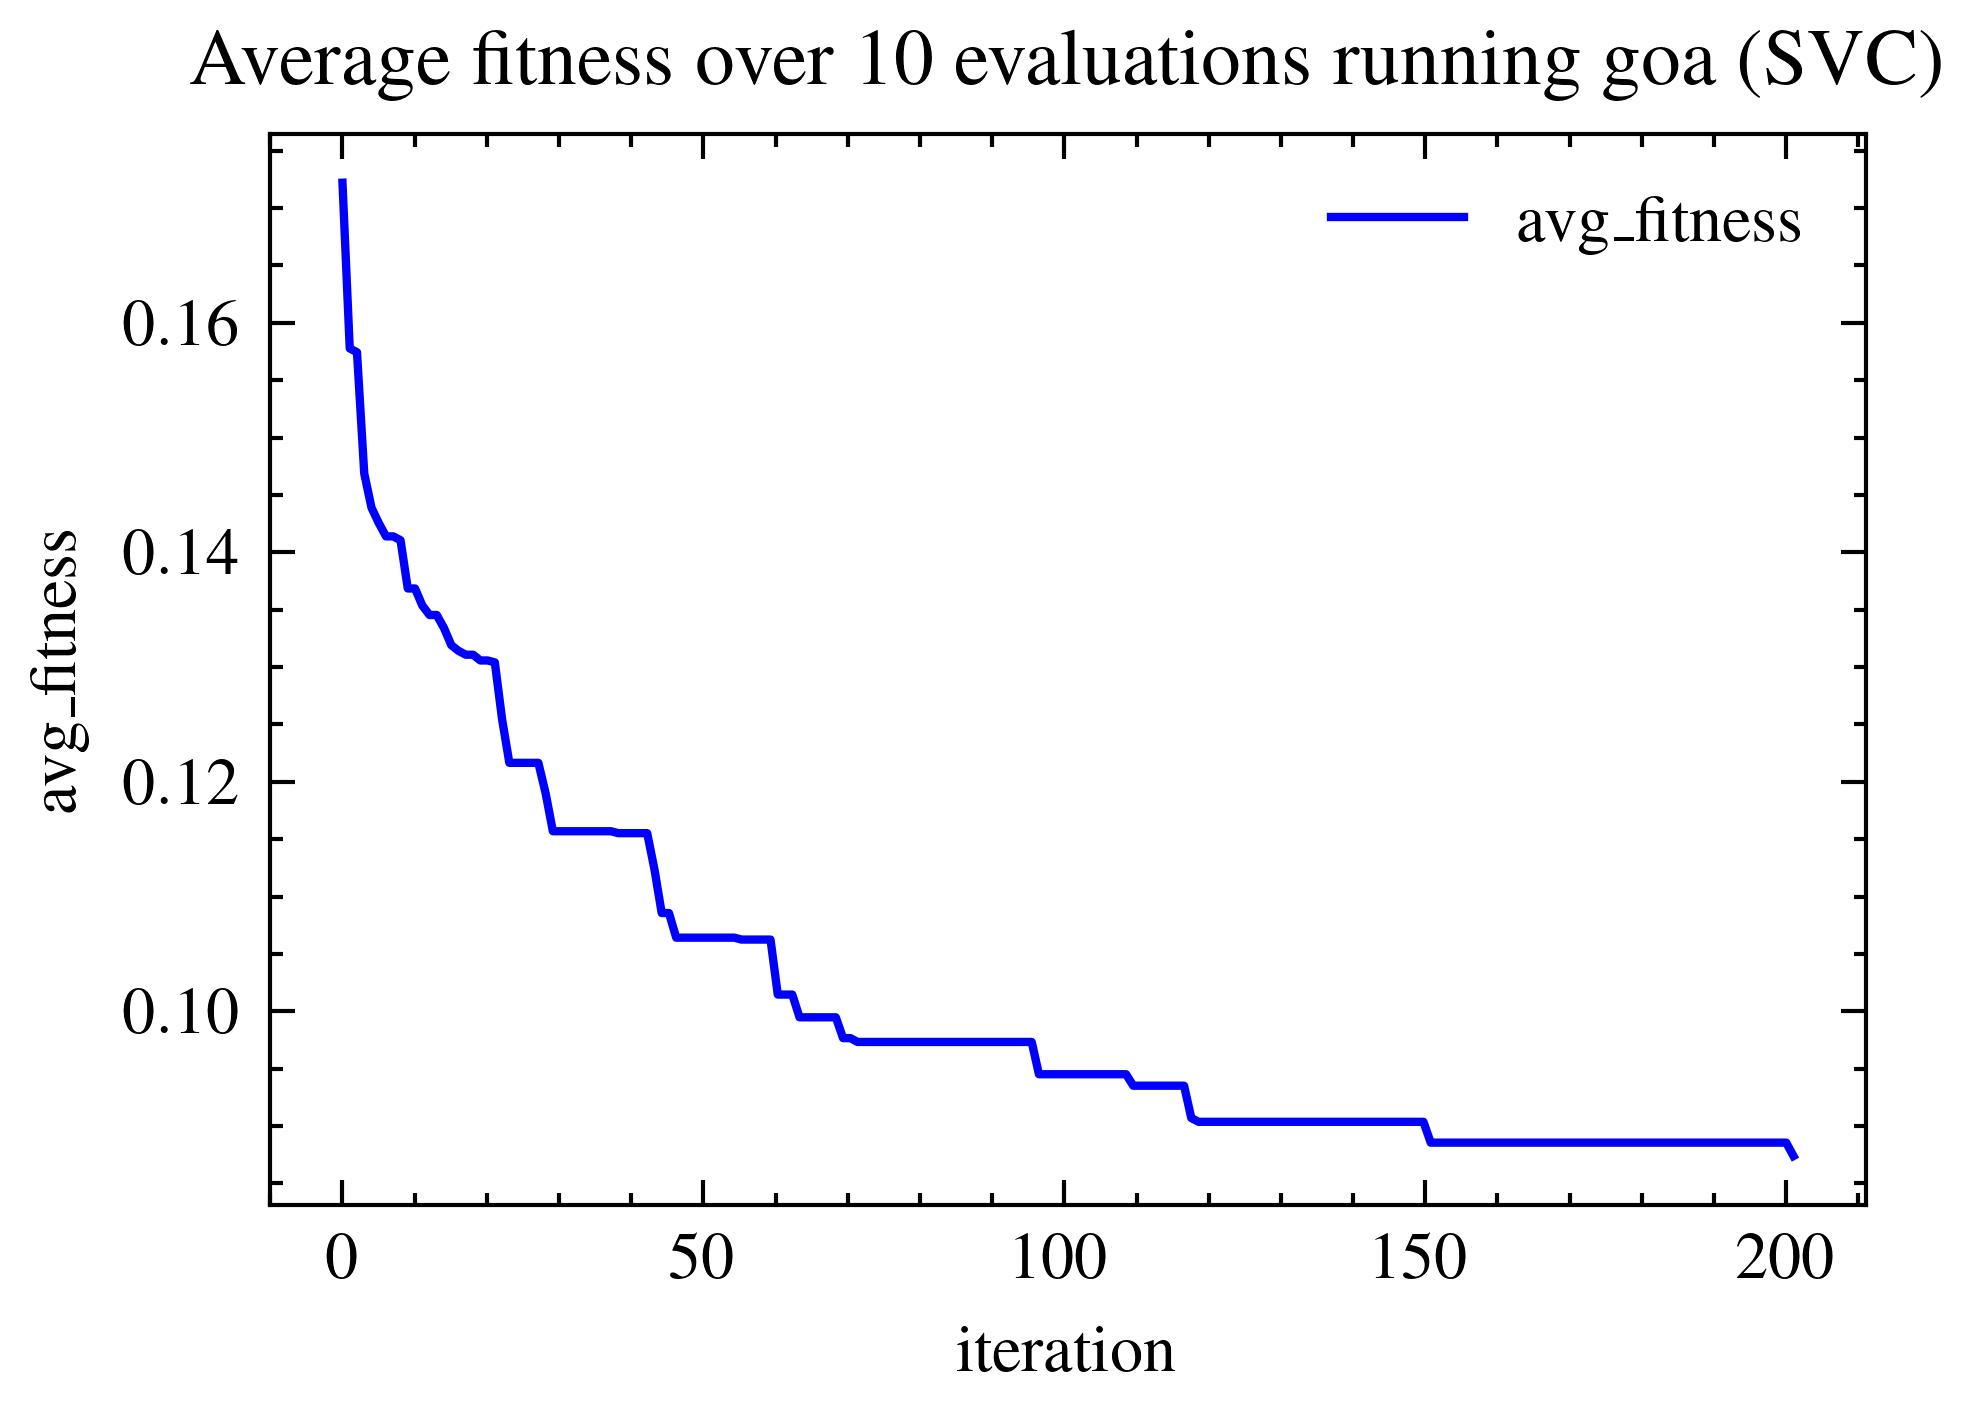 Average fitness over 10 evaluations running goa (SVC)
avg_fitness
avg_fitness
0.16
0.14
0.12
0.10
0 50 100 150 200
iteration